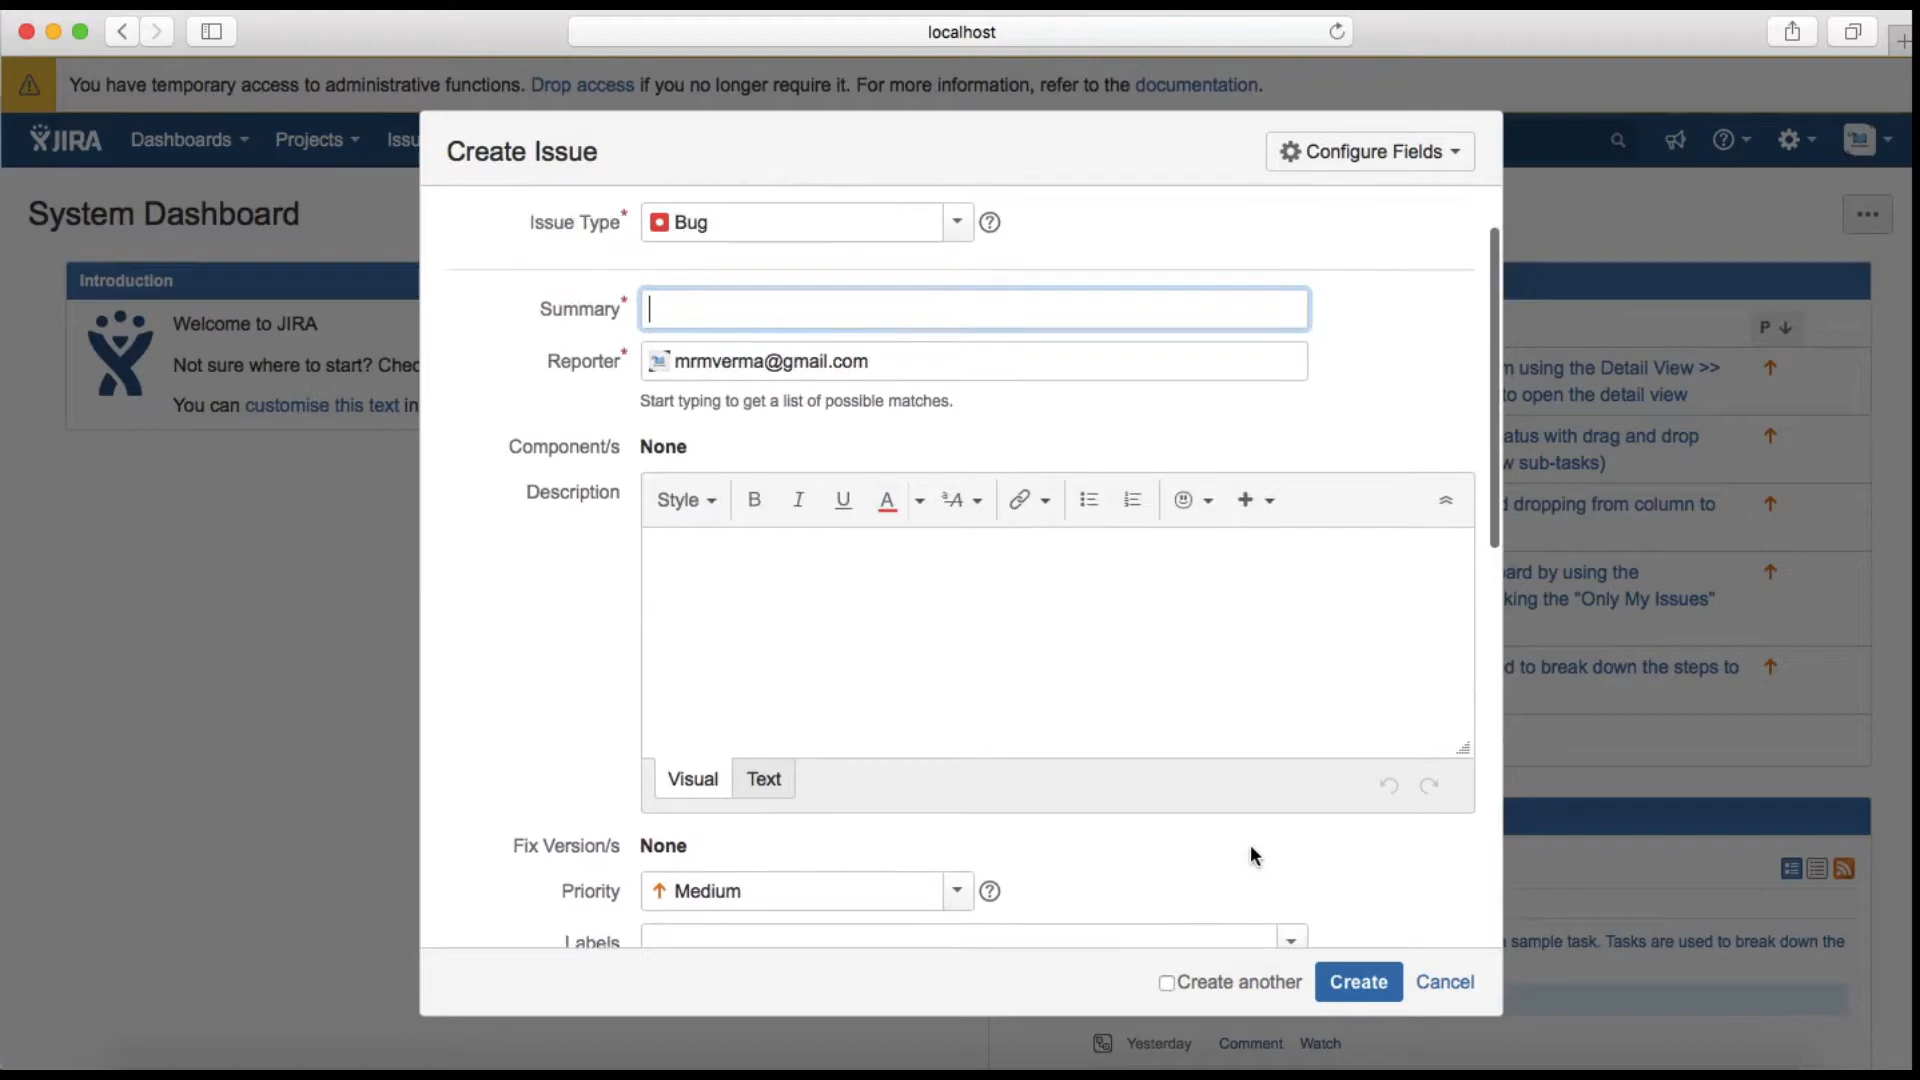 localhost
You have temporary access to administrative functions. Drop access if you no longer require it. For more information, refer to the documentation.
JIRA Dashboards Projects Issu
Create Issue
Configure Fields
System Dashboard
Introduction
Welcome to JIRA
Not sure where to start? Chec
You can customise this text in
Issue Type* Bug
Summary*
Reporter* mrmverma@gmail.com
Start typing to get a list of possible matches.
Component/s None
Description
Style B I U A A
Visual Text
Fix Version/s None
Priority Medium
Labels
Create another Create Cancel
P
using the Detail View >>
to open the detail view
atus with drag and drop
w sub-tasks)
d dropping from column to
ard by using the
king the "Only My Issues"
d to break down the steps to
sample task. Tasks are used to break down the
Yesterday Comment Watch